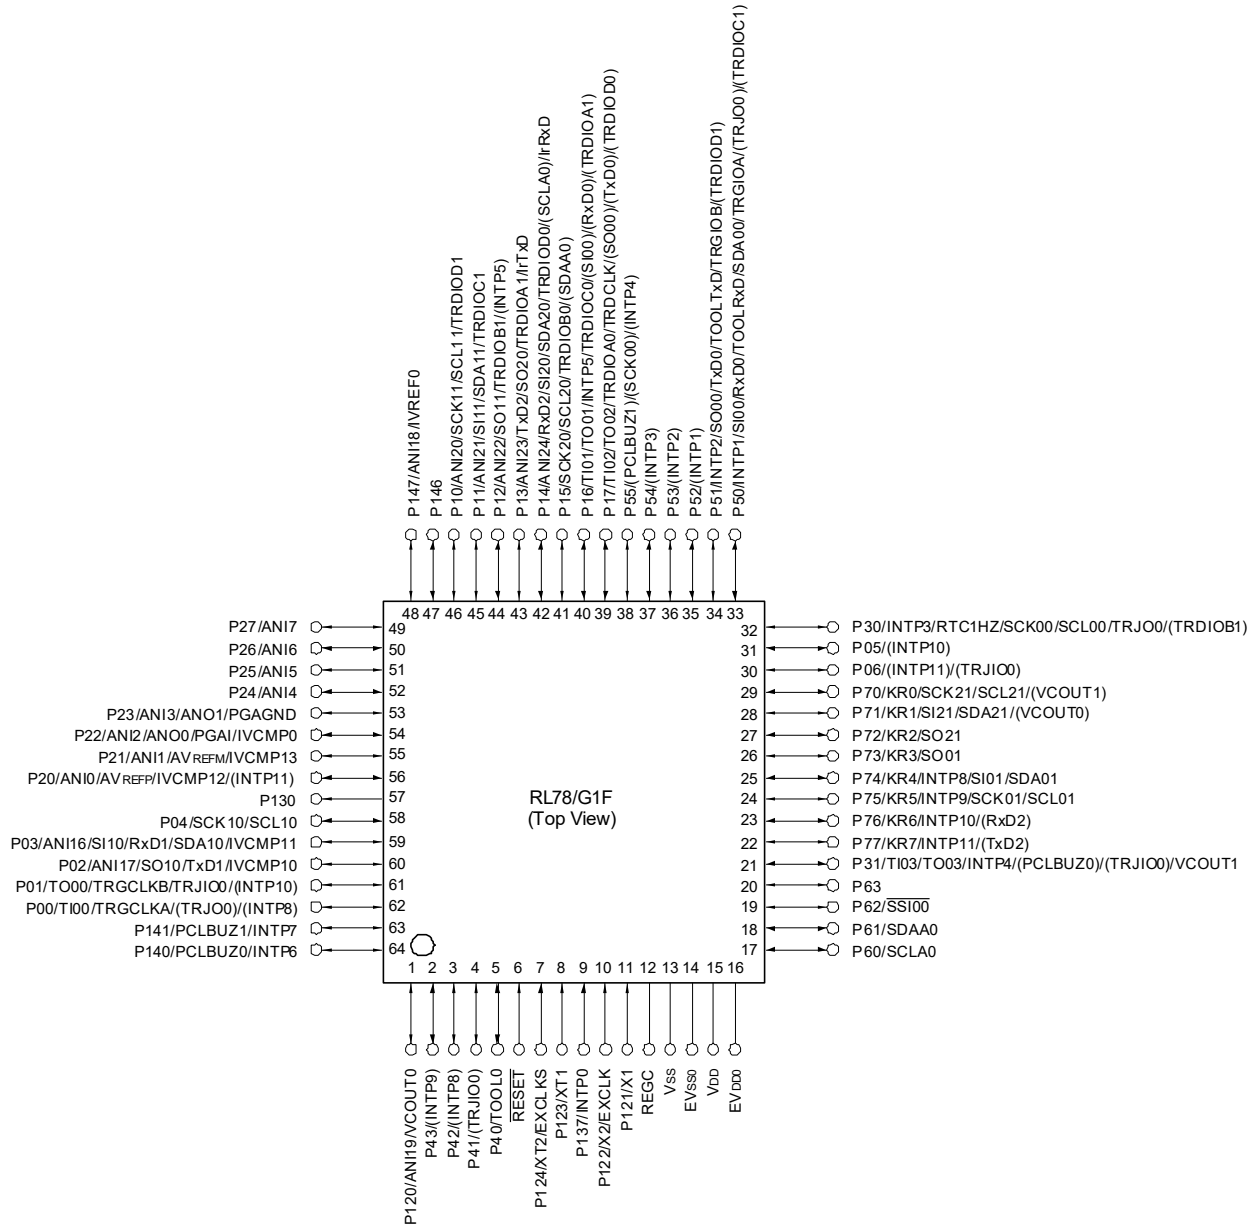 P147/ANI18/IVREF0
P146
P10/ANI20/SCK11/SCL11/TRDIOD1
P11/ANI21/SI11/SDA11/TRDIOC1
P12/ANI22/SO11/TRDIOB1/(INTP5)
P13/ANI23/TxD2/SO20/TRDIOA1/IrTxD
P14/ANI24/RxD2/SI20/SDA20/TRDIOD0/(SCLA0)/IrRxD
P15/SCK20/SCL20/TRDIOB0/(SDAA0)
P16/TI01/TO01/INTP5/TRDIOC0/(SI00)/(RxD0)/(TRDIOA1)
P17/TI02/TO02/TRDIOA0/TRDCLK/(SO00)/(TxD0)/(TRDIOD0)
P55/(PCLBUZ1)/(SCK00)/(INTP4)
P54/(INTP3)
P53/(INTP2)
P52/(INTP1)
P51/INTP2/SO00/TxD0/TOOLTxD/TRGIOB/(TRDIOD1)
P50/INTP1/SI00/RxD0/TOOLRxD/SDA00/TRGIOA/(TRJO0)/(TRDIOC1)
48 47 46 45 44 43 42 41 40 39 38 37 36 35 34 33
P27/ANI7 49
P26/ANI6 50
P25/ANI5 51
P24/ANI4 52
P23/ANI3/ANO1/PGAGND 53
P22/ANI2/ANO0/PGAI/IVCMP0 54
P21/ANI1/AVREFM/IVCMP13 55
P20/ANI0/AVREFP/IVCMP12/(INTP11) 56
P130 57
P04/SCK10/SCL10 58
P03/ANI16/SI10/RxD1/SDA10/IVCMP11 59
P02/ANI17/SO10/TxD1/IVCMP10 60
P01/TO00/TRGCLKB/TRJIO0/(INTP10) 61
P00/TI00/TRGCLKA/(TRJO0)/(INTP8) 62
P141/PCLBUZ1/INTP7 63
P140/PCLBUZ0/INTP6 64
RL78/G1F
(Top View)
32 P30/INTP3/RTC1HZ/SCK00/SCL00/TRJO0/(TRDIOB1)
31 P05/(INTP10)
30 P06/(INTP11)/(TRJIO0)
29 P70/KR0/SCK21/SCL21/(VCOUT1)
28 P71/KR1/SI21/SDA21/(VCOUT0)
27 P72/KR2/SO21
26 P73/KR3/SO01
25 P74/KR4/INTP8/SI01/SDA01
24 P75/KR5/INTP9/SCK01/SCL01
23 P76/KR6/INTP10/(RxD2)
22 P77/KR7/INTP11/(TxD2)
21 P31/TI03/TO03/INTP4/(PCLBUZ0)/(TRJIO0)/VCOUT1
20 P63
19 P62/SSI00
18 P61/SDAA0
17 P60/SCLA0
1 2 3 4 5 6 7 8 9 10 11 12 13 14 15 16
P120/ANI19/VCOUT0
P43/(INTP9)
P42/(INTP8)
P41/(TRJIO0)
P40/TOOL0
RESET
P124/XT2/EXCLKS
P123/XT1
P137/INTP0
P122/X2/EXCLK
P121/X1
REGC
VSS
EVSS0
VDD
EVDD0